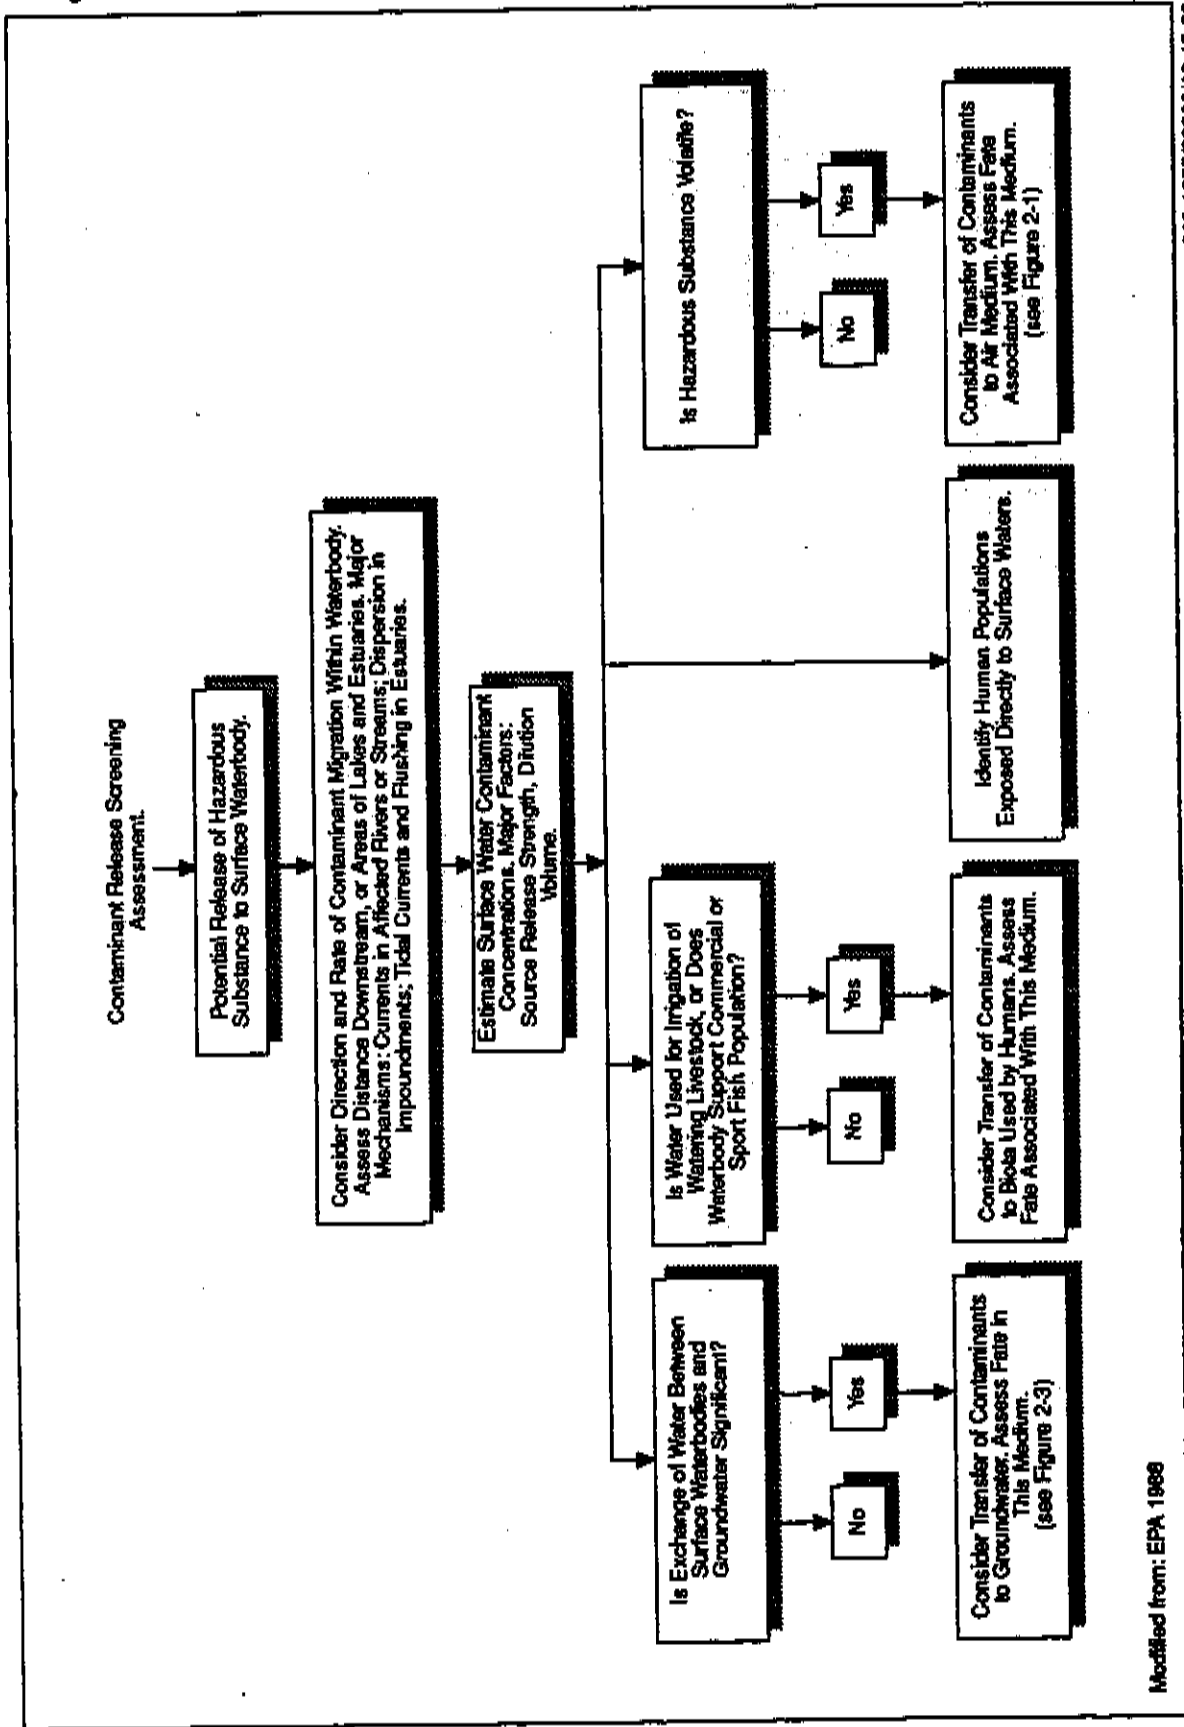 Contaminant Release Screening
Assessment.
Potential Release of Hazardous
Substance to Surface Waterbody.
Consider Direction and Rate of Contaminant Migration Within Waterbody.
Assess Distance Downstream, or Areas of Lakes and Estuaries. Major
Mechanisms: Currents in Affected Rivers or Streams; Dispersion in
Impoundments; Tidal Currents and Flushing in Estuaries.
Estimate Surface Water Contaminant
Concentrations. Major Factors:
Source Release Strength, Dilution
Volume.
Is Exchange of Water Between
Surface Waterbodies and
Groundwater Significant?
No
Yes
Consider Transfer of Contaminants
to Groundwater. Assess Fate in
This Medium.
(see Figure 2-3)
Is Water Used for Irrigation of
Watering Livestock, or Does
Waterbody Support Commercial or
Sport Fish Population?
No
Yes
Consider Transfer of Contaminants
to Biota Used by Humans. Assess
Fate Associated With This Medium.
Identify Human Populations
Exposed Directly to Surface Waters.
Is Hazardous Substance Volatile?
No
Yes
Consider Transfer of Contaminants
to Air Medium. Assess Fate
Associated With This Medium.
(see Figure 2-1)
Modified from: EPA 1988